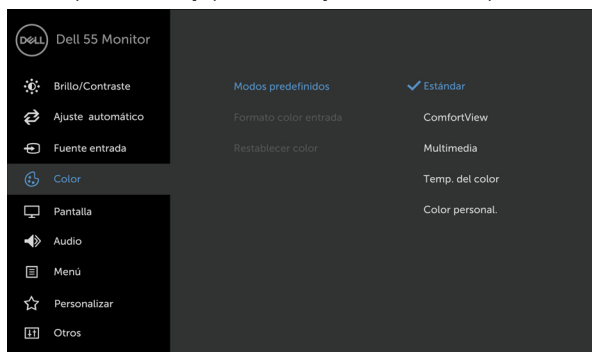 DELL Dell 55 Monitor
Brillo/Contraste
Ajuste automático
Fuente entrada
Color
Pantalla
Audio
Menú
Personalizar
Otros
Modos predefinidos
Formato color entrada
Restablecer color
Estándar
ComfortView
Multimedia
Temp. del color
Color personal.